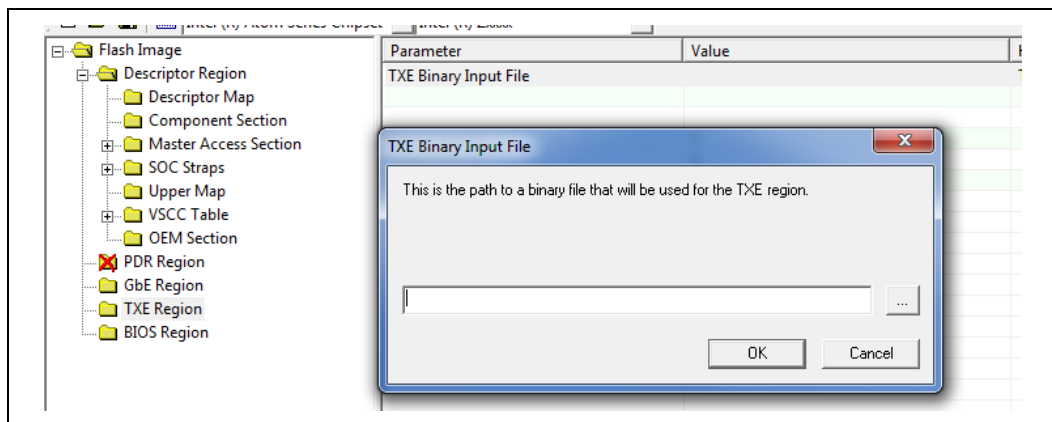 Flash Image
Parameter
Value
Descriptor Region
TXE Binary Input File
Descriptor Map
Component Section
Master Access Section
TXE Binary Input File
SOC Straps
This is the path to a binary file that will be used for the TXE region.
Upper Map
VSCC Table
OEM Section
PDR Region
GbE Region
TXE Region
...
BIOS Region
OK
Cancel